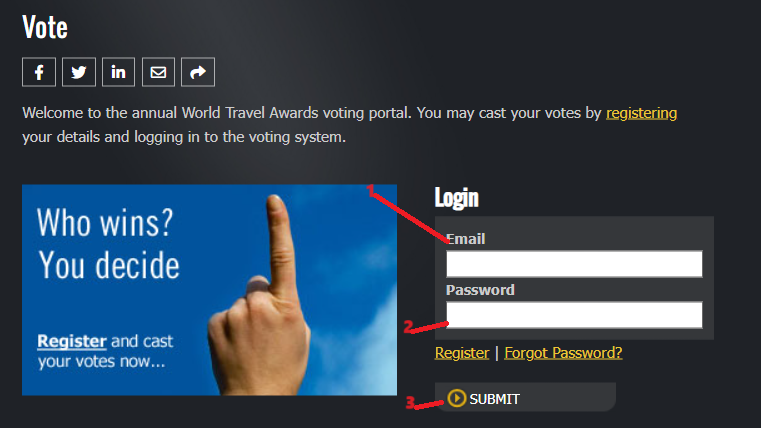 Vote
Welcome to the annual World Travel Awards voting portal. You may cast your votes by registering
your details and logging in to the voting system.
Who wins?
You decide
Register and cast
your votes now...
Login
1
Email
Password
2
Register | Forgot Password?
3
SUBMIT